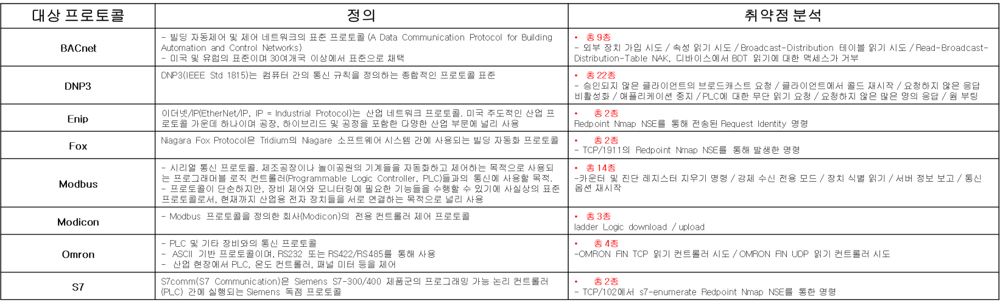 대상 프로토콜
정의
취약점 분석
BACnet
- 빌딩 자동제어 및 제어 네트워크의 표준 프로토콜 (A Data Communication Protocol for Building
Automation and Control Networks)
- 미국 및 유럽의 표준이며 30여개국 이상에서 표준으로 채택
• 총 9종
- 외부 장치 가입 시도 / 속성 읽기 시도 / Broadcast-Distribution 테이블 읽기 시도 / Read-Broadcast-
Distribution-Table NAK, 디바이스에서 BDT 읽기에 대한 액세스가 거부
DNP3
DNP3(IEEE Std 1815)는 컴퓨터 간의 통신 규칙을 정의하는 종합적인 프로토콜 표준
• 총 22종
- 승인되지 않은 클라이언트의 브로드캐스트 요청 / 클라이언트에서 콜드 재시작 / 요청하지 않은 응답
비활성화 / 애플리케이션 중지 / PLC에 대한 무단 읽기 요청 / 요청하지 않은 많은 양의 응답 / 웜 부팅
Enip
이더넷/IP(EtherNet/IP, IP = Industrial Protocol)는 산업 네트워크 프로토콜. 미국 주도적인 산업 프
로토콜 가운데 하나이며 공장, 하이브리드 및 공정을 포함한 다양한 산업 부문에 널리 사용
• 총 2종
Redpoint Nmap NSE를 통해 전송된 Request Identity 명령
Fox
Niagara Fox Protocol은 Tridium의 Niagare 소프트웨어 시스템 간에 사용되는 빌딩 자동화 프로토콜
• 총 2종
- TCP/1911의 Redpoint Nmap NSE를 통해 발생한 명령
Modbus
- 시리얼 통신 프로토콜. 제조공장이나 놀이공원의 기계들을 자동화하고 제어하는 목적으로 사용되
는 프로그래머블 로직 컨트롤러(Programmable Logic Controller, PLC)들과의 통신에 사용할 목적.
- 프로토콜이 단순하지만, 장비 제어와 모니터링에 필요한 기능들을 수행할 수 있기에 사실상의 표준
프로토콜로서, 현재까지 산업용 전자 장치들을 서로 연결하는 목적으로 널리 사용
• 총 14종
-카운터 및 진단 레지스터 지우기 명령 / 강제 수신 전용 모드 / 장치 식별 읽기 / 서버 정보 보고 / 통신
옵션 재시작
Modicon
- Modbus 프로토콜을 정의한 회사(Modicon)의 전용 컨트롤러 제어 프로토콜
• 총 3종
ladder Logic download / upload
Omron
- PLC 및 기타 장비와의 통신 프로토콜
- ASCII 기반 프로토콜이며, RS232 또는 RS422/RS485를 통해 사용
- 산업 현장에서 PLC, 온도 컨트롤러, 패널 미터 등을 제어
• 총 4종
-OMRON FIN TCP 읽기 컨트롤러 시도 / OMRON FIN UDP 읽기 컨트롤러 시도
S7
S7comm(S7 Communication)은 Siemens S7-300/400 제품군의 프로그래밍 가능 논리 컨트롤러
(PLC) 간에 실행되는 Siemens 독점 프로토콜
• 총 2종
- TCP/102에서 s7-enumerate Redpoint Nmap NSE를 통한 명령